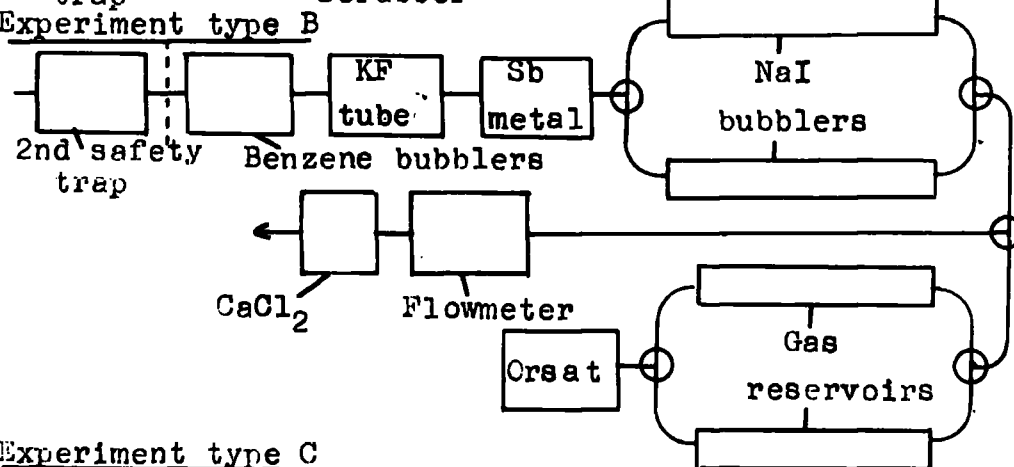 trap scrubber
Experiment type B
KF
tube
Sb
metal
NaI
bubblers
2nd safety
trap
Benzene bubblers
CaCl2
Flowmeter
Gas
reservoirs
Orsat
Experiment type C